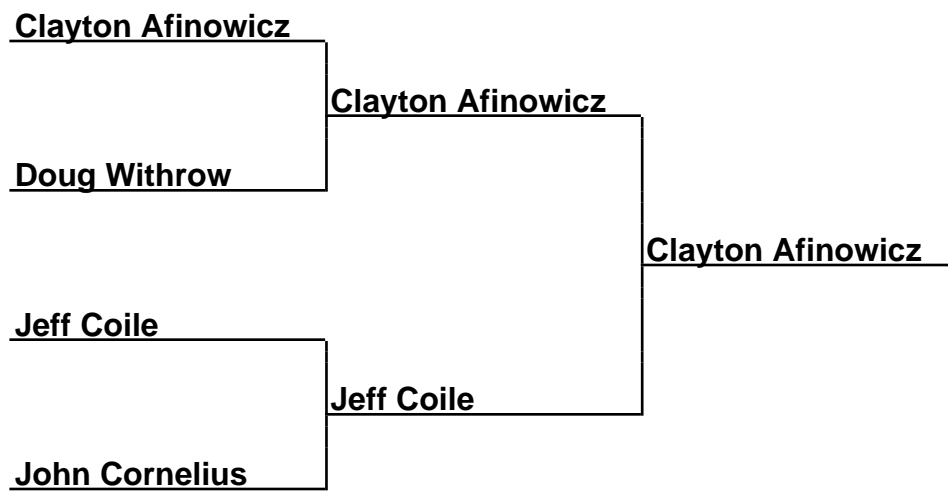 Clayton Afinowicz
Clayton Afinowicz
Doug Withrow
Clayton Afinowicz
Jeff Coile
Jeff Coile
John Cornelius